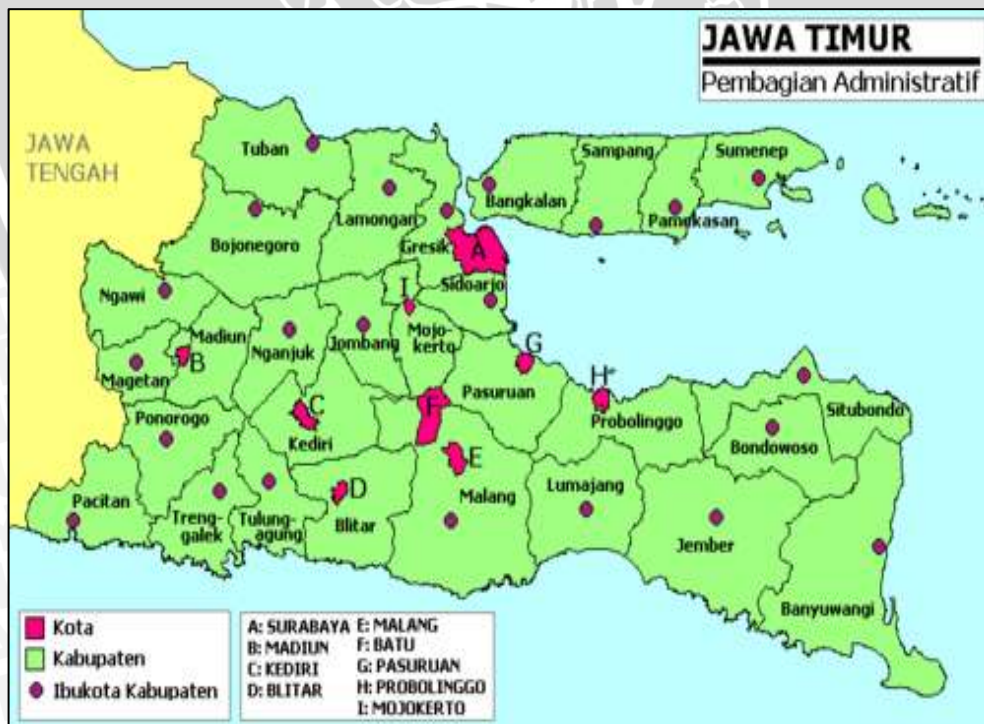 JAWA TIMUR
Pembagian Administratif
JAWA
TENGAH
Tuban
Lamongan
Bojonegoro
Gresik
A
Bangkalan
Sampang
Pamekasan
Sumenep
Ngawi
Madiun
B
Magetan
Nganjuk
Jombang
I
Mojo-
kerto
Sidoarjo
G
Pasuruan
H
Probolinggo
Situbondo
Bondowoso
Ponorogo
C
Kediri
F
E
Malang
Lumajang
Pacitan
Treng-
galek
Tulung-
agung
D
Blitar
Jember
Banyuwangi
Kota
Kabupaten
Ibukota Kabupaten
A: SURABAYA
B: MADIUN
C: KEDIRI
D: BLITAR
E: MALANG
F: BATU
G: PASURUAN
H: PROBOLINGGO
I: MOJOKERTO